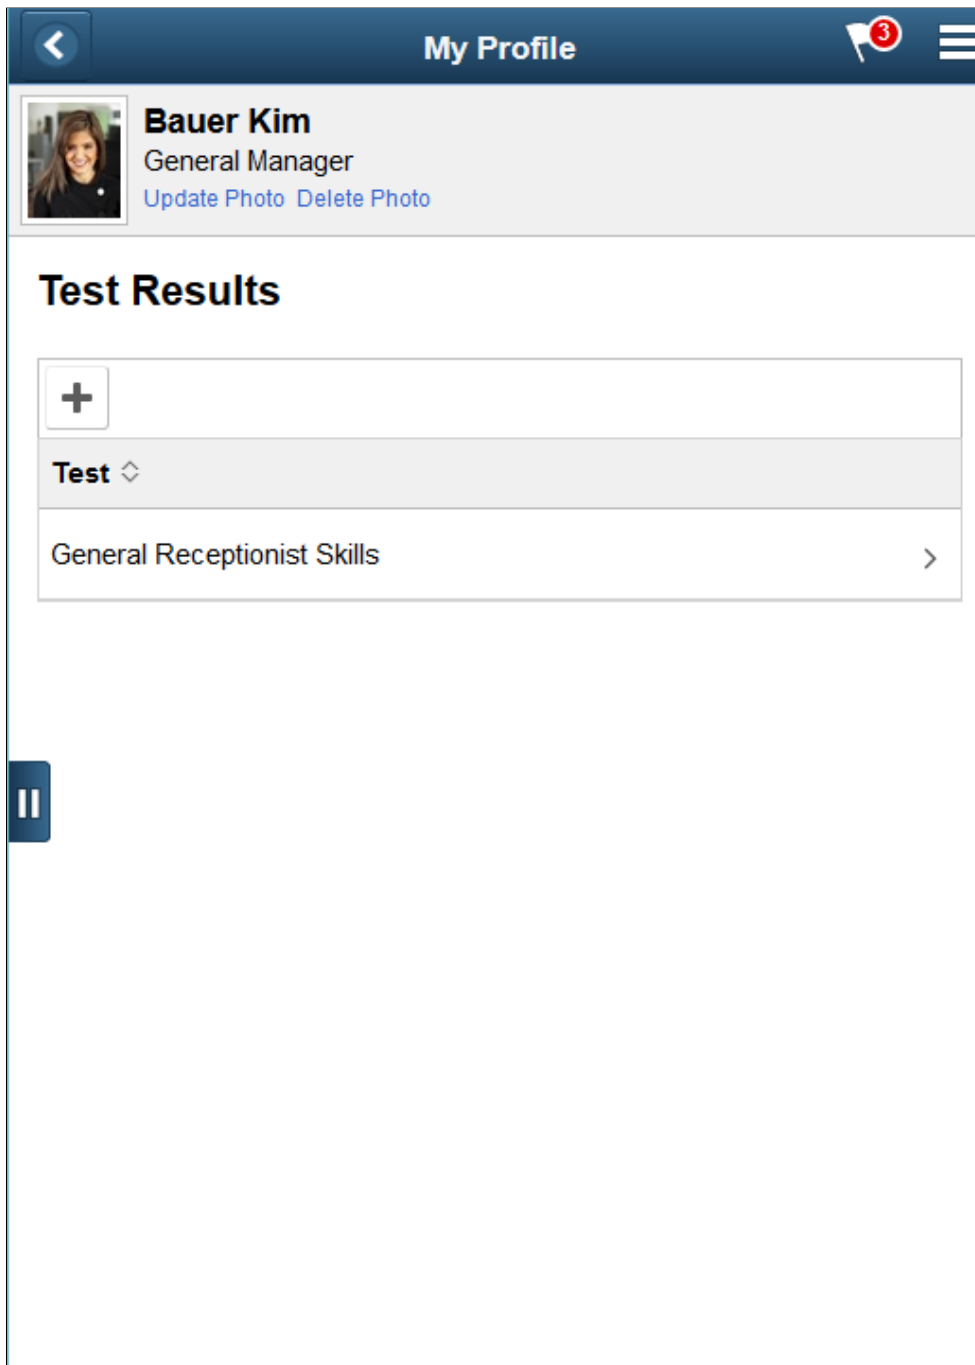 My Profile
3
Bauer Kim
General Manager
Update Photo Delete Photo
Test Results
Test
General Receptionist Skills